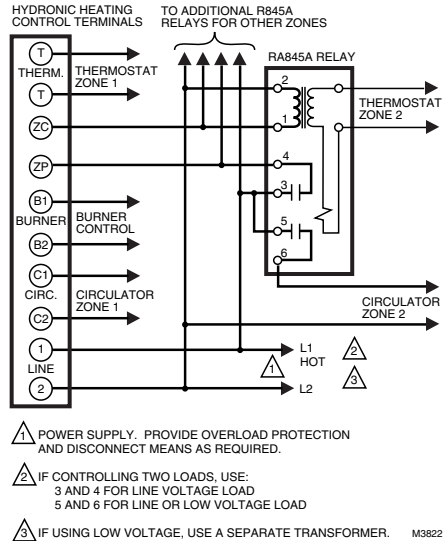 HYDRONIC HEATING
CONTROL TERMINALS
TO ADDITIONAL R845A
RELAYS FOR OTHER ZONES
RA845A RELAY
T
THERM.
T
THERMOSTAT
ZONE 1
ZC
ZP
B1
BURNER
B2
BURNER
CONTROL
C1
CIRC.
C2
CIRCULATOR
ZONE 1
1
LINE
2
2
1
4
3
5
6
THERMOSTAT
ZONE 2
CIRCULATOR
ZONE 2
L1
HOT
L2
1
2
3
1 POWER SUPPLY. PROVIDE OVERLOAD PROTECTION
AND DISCONNECT MEANS AS REQUIRED.
2 IF CONTROLLING TWO LOADS, USE:
3 AND 4 FOR LINE VOLTAGE LOAD
5 AND 6 FOR LINE OR LOW VOLTAGE LOAD
3 IF USING LOW VOLTAGE, USE A SEPARATE TRANSFORMER.
M3822